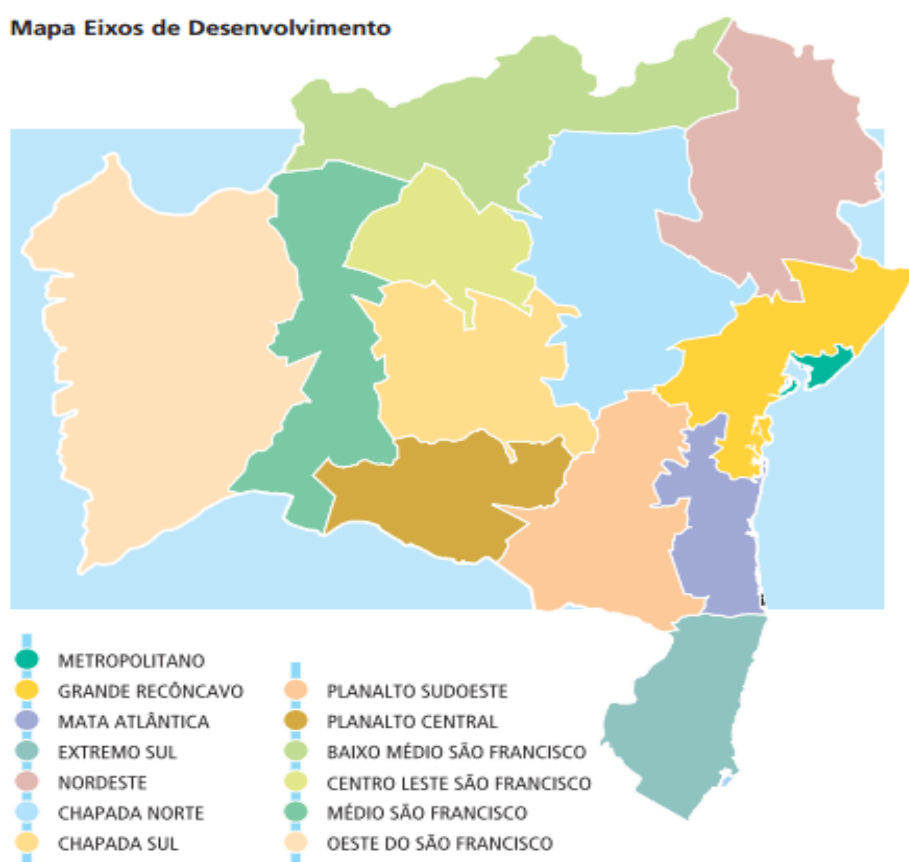 Mapa Eixos de Desenvolvimento
METROPOLITANO
GRANDE RECÔNCAVO
MATA ATLÂNTICA
EXTREMO SUL
NORDESTE
CHAPADA NORTE
CHAPADA SUL
PLANALTO SUDOESTE
PLANALTO CENTRAL
BAIXO MÉDIO SÃO FRANCISCO
CENTRO LESTE SÃO FRANCISCO
MÉDIO SÃO FRANCISCO
OESTE DO SÃO FRANCISCO